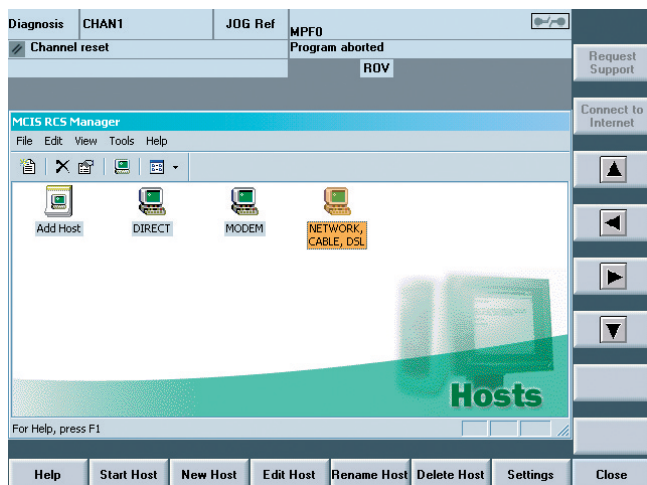 Diagnosis CHAN1 JOG Ref MPF0
Channel reset Program aborted
ROV
Request
Support
Connect to
Internet
MCIS RCS Manager
File Edit View Tools Help
Add Host DIRECT MODEM NETWORK,
CABLE, DSL
Hosts
For Help, press F1
Help Start Host New Host Edit Host Rename Host Delete Host Settings Close